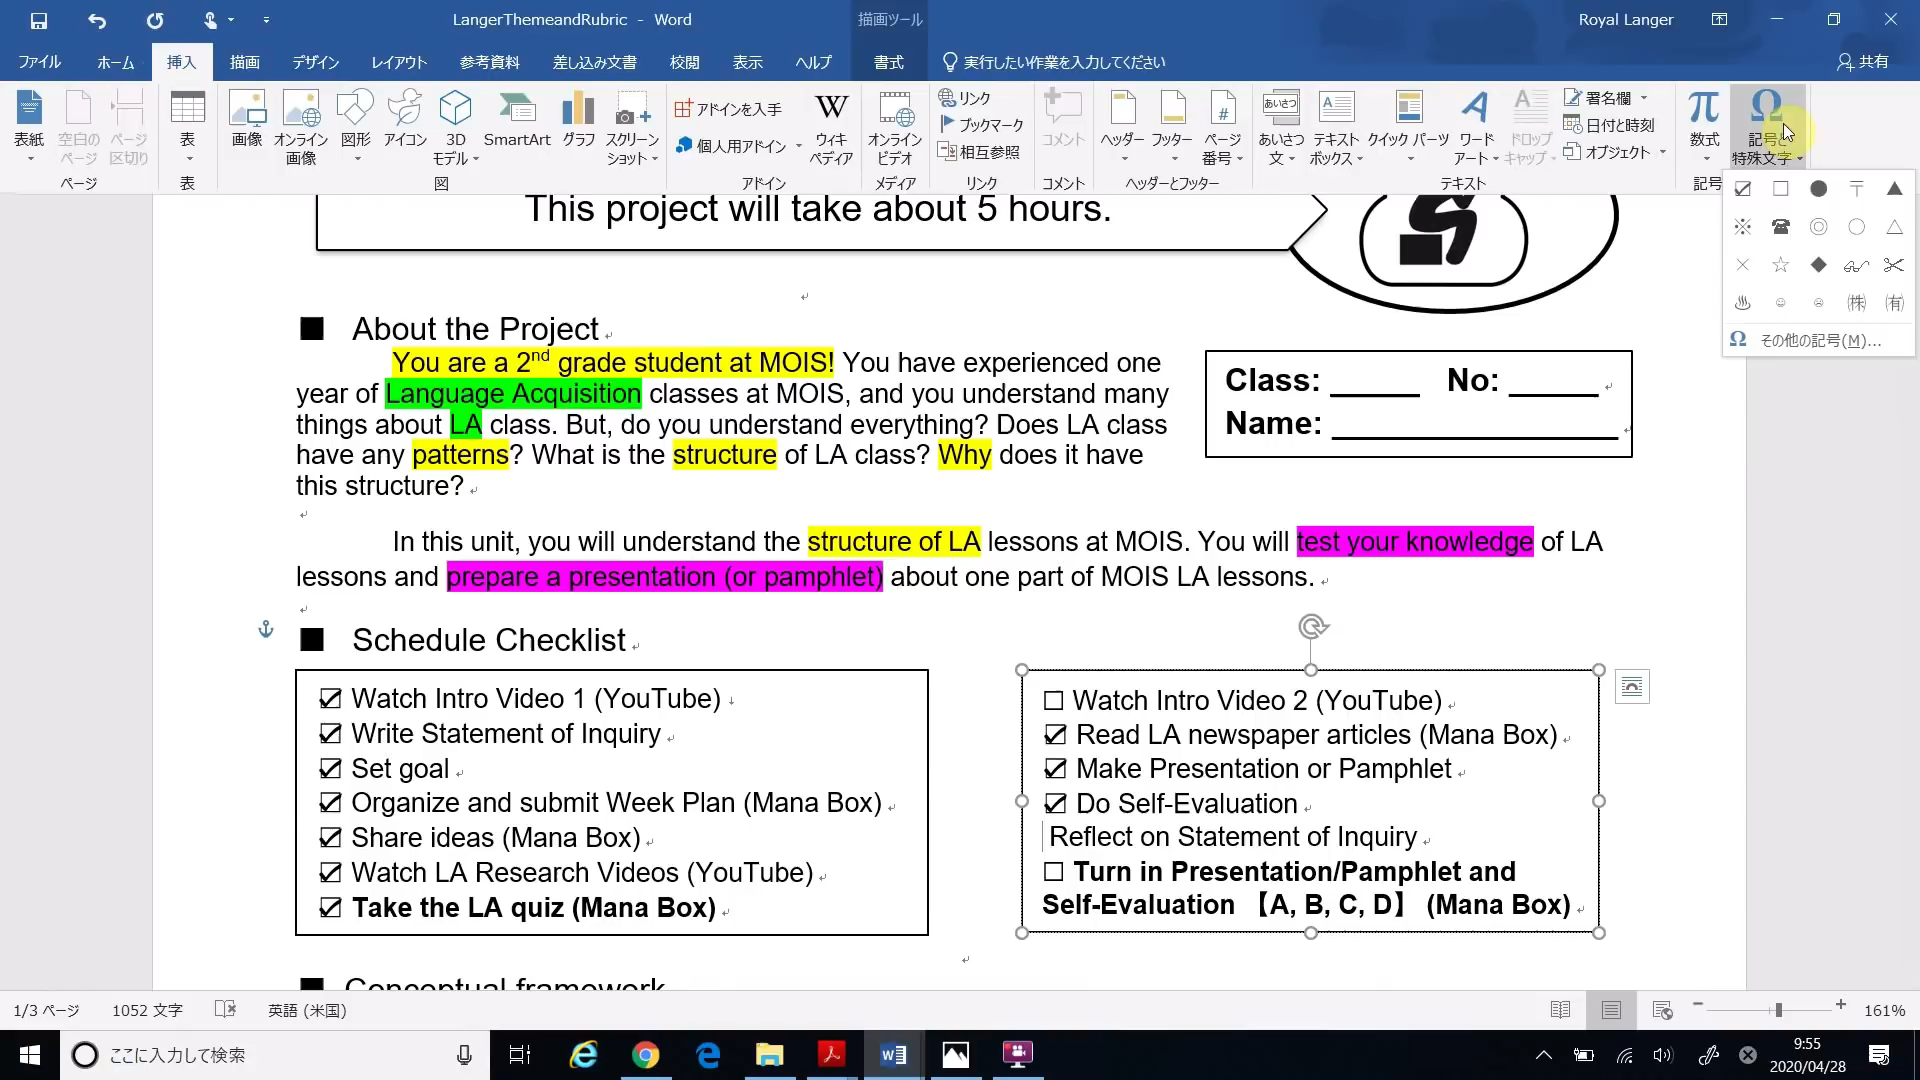 LangerThemeandRubric - Word
描画ツール
Royal Langer
ファイル ホーム 挿入 描画 デザイン レイアウト 参考資料 差し込み文書 校閲 表示 ヘルプ 書式 実行したい作業を入力してください 共有
表紙
空白の
ページ
ページ
区切り
表
画像
オンライン
画像
図形
アイコン
3D
モデル
SmartArt
グラフ
スクリーン
ショット
アドインを入手
個人用アドイン
ウィキ
ペディア
オンライン
ビデオ
リンク
ブックマーク
相互参照
コメント
ヘッダー
フッター
ページ
番号
あいさつ
文
テキスト
ボックス
クイック パーツ
ワード
アート
ドロップ
キャップ
署名欄
日付と時刻
オブジェクト
数式
記号と
特殊文字
ページ 表 図 アドイン メディア リンク コメント ヘッダーとフッター テキスト 記号
☑ □ ● 〒 ▲
※ ☎ ◎ ○ △
× ☆ ◆ ✂
♨ ☺ ☹ ㈱ ㈲
その他の記号(M)...
This project will take about 5 hours.
■ About the Project
You are a 2nd grade student at MOIS! You have experienced one
year of Language Acquisition classes at MOIS, and you understand many
things about LA class. But, do you understand everything? Does LA class
have any patterns? What is the structure of LA class? Why does it have
this structure?
Class: _____ No: _____
Name: ________________
In this unit, you will understand the structure of LA lessons at MOIS. You will test your knowledge of LA
lessons and prepare a presentation (or pamphlet) about one part of MOIS LA lessons.
■ Schedule Checklist
☑ Watch Intro Video 1 (YouTube)
☑ Write Statement of Inquiry
☑ Set goal
☑ Organize and submit Week Plan (Mana Box)
☑ Share ideas (Mana Box)
☑ Watch LA Research Videos (YouTube)
☑ Take the LA quiz (Mana Box)
☐ Watch Intro Video 2 (YouTube)
☑ Read LA newspaper articles (Mana Box)
☑ Make Presentation or Pamphlet
☑ Do Self-Evaluation
Reflect on Statement of Inquiry
☐ Turn in Presentation/Pamphlet and
Self-Evaluation 【A, B, C, D】 (Mana Box)
■ Conceptual framework
1/3 ページ 1052 文字 英語 (米国) 161%
ここに入力して検索
9:55
2020/04/28